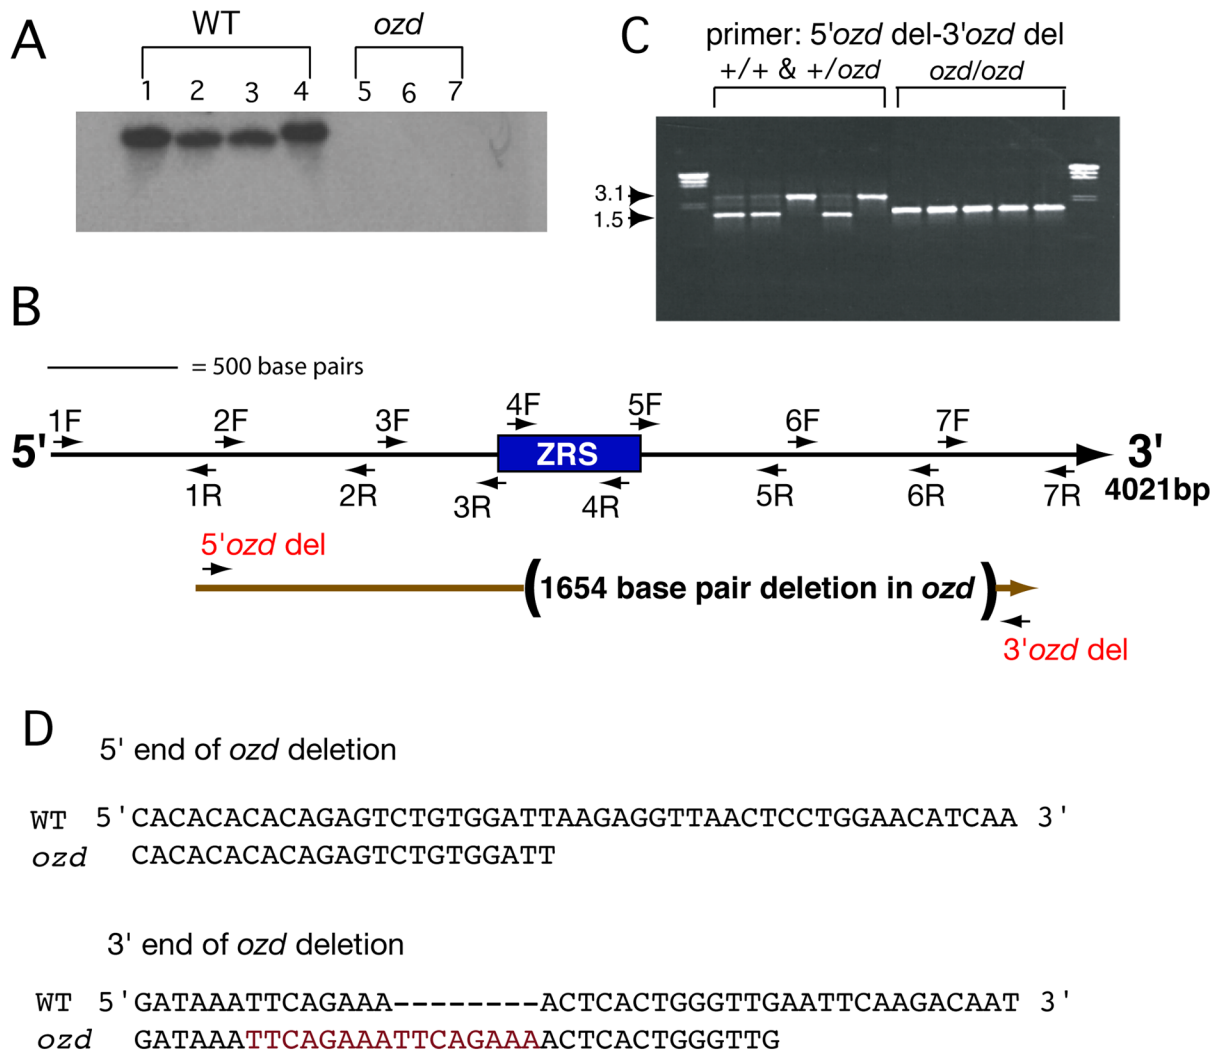 A
WT
ozd
1 2 3 4 5 6 7
C
primer: 5'ozd del-3'ozd del
+/+ & +/ozd
ozd/ozd
3.1
1.5
B
= 500 base pairs
1F 2F 3F 4F 5F 6F 7F
5' ZRS 3'
1R 2R 3R 4R 5R 6R 7R
4021bp
5'ozd del
(1654 base pair deletion in ozd)
3'ozd del
D
5' end of ozd deletion
WT 5'CACACACACAGAGTCTGTGGATTAAGAGGTTAACTCCTGGAACATCAA 3'
ozd CACACACACAGAGTCTGTGGATT
3' end of ozd deletion
WT 5'GATAAATTCAGAAA--------ACTCACTGGGTTGAATTCAAGACAAT 3'
ozd GATAAATTCAGAAATTCAGAAAACTCACTGGGTTG